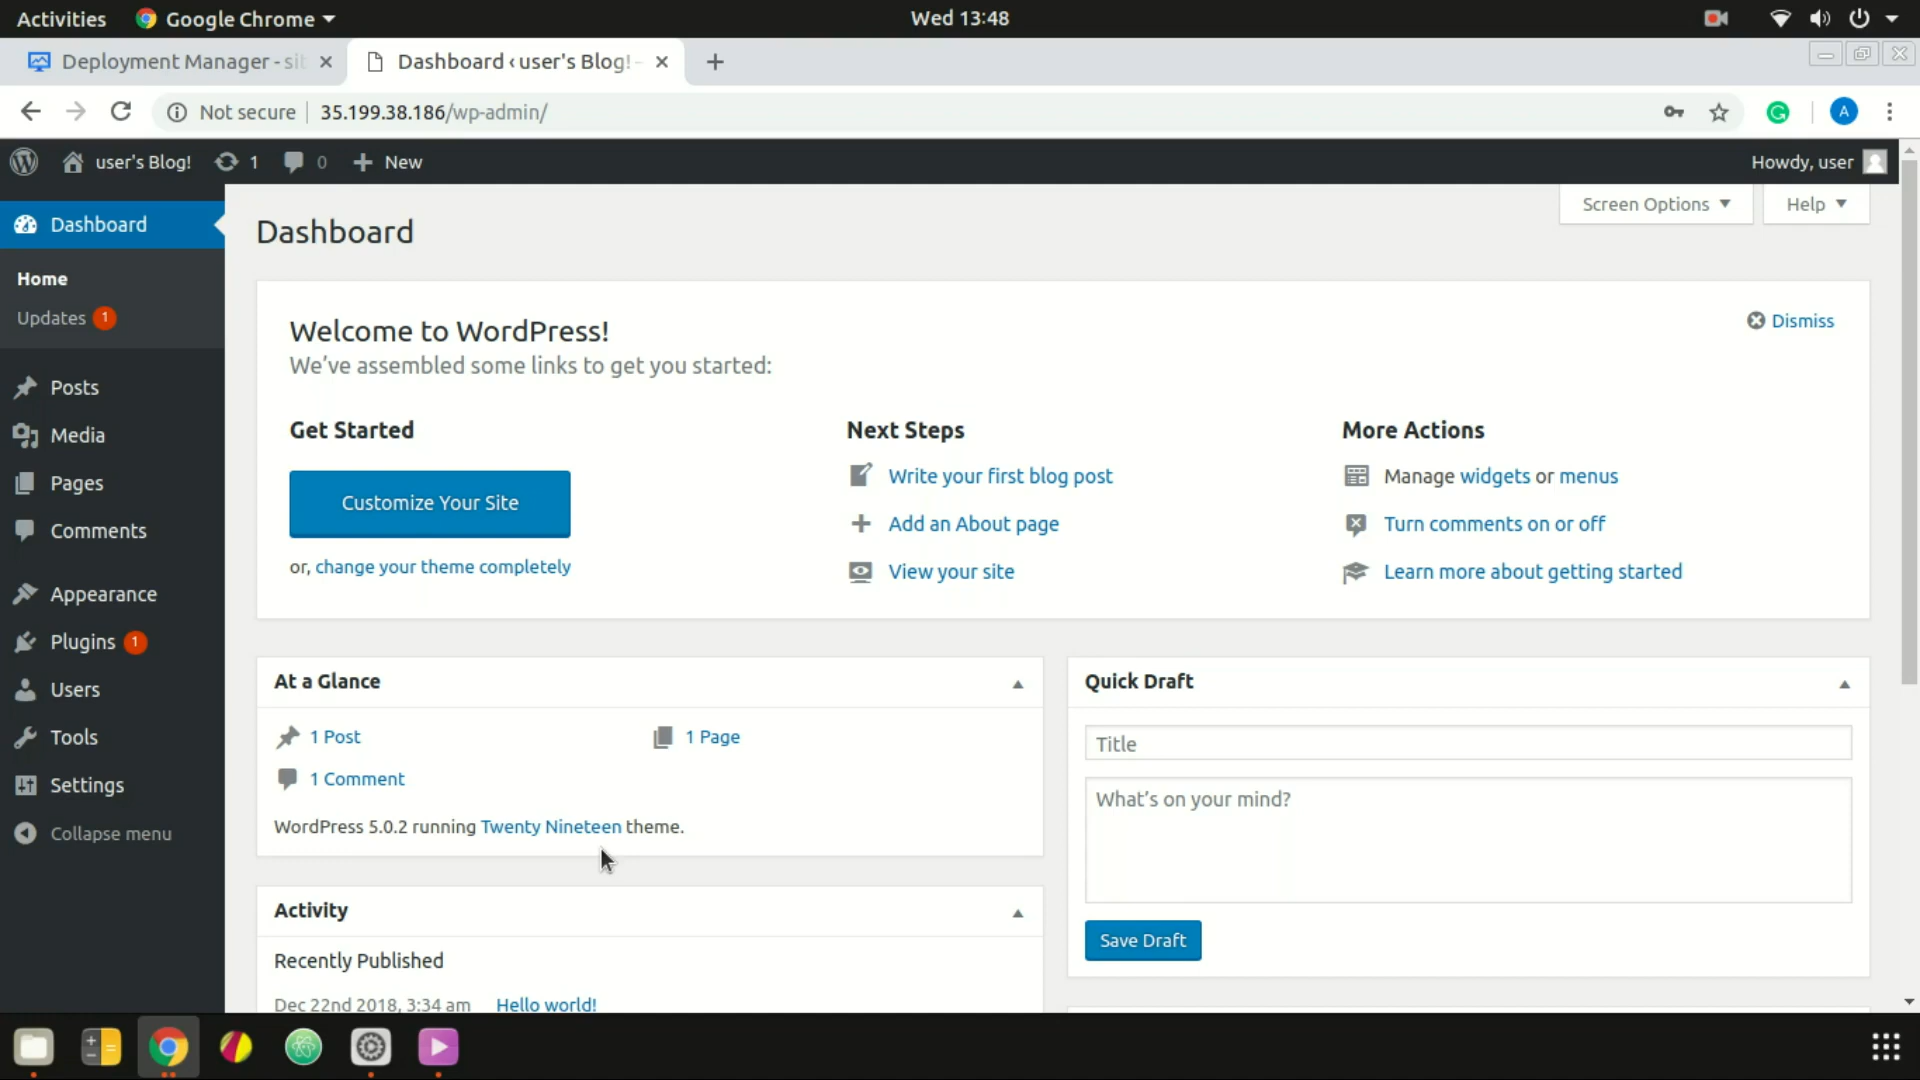 Activities Google Chrome Wed 13:48
Deployment Manager - sit Dashboard ‹ user's Blog! –
Not secure 35.199.38.186/wp-admin/ A
user's Blog! 1 0 New Howdy, user
Screen Options Help
Dashboard
Home
Updates 1
Posts
Media
Pages
Comments
Appearance
Plugins 1
Users
Tools
Settings
Collapse menu
Dashboard
Welcome to WordPress!
Dismiss
We've assembled some links to get you started:
Get Started
Customize Your Site
or, change your theme completely
Next Steps
Write your first blog post
Add an About page
View your site
More Actions
Manage widgets or menus
Turn comments on or off
Learn more about getting started
At a Glance
1 Post 1 Page
1 Comment
WordPress 5.0.2 running Twenty Nineteen theme.
Activity
Recently Published
Dec 22nd 2018, 3:34 am Hello world!
Quick Draft
Title
What's on your mind?
Save Draft